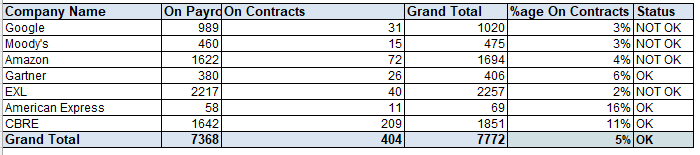 Company Name On Payro On Contracts Grand Total %age On Contracts Status
Google 989 31 1020 3% NOT OK
Moody's 460 15 475 3% NOT OK
Amazon 1622 72 1694 4% NOT OK
Gartner 380 26 406 6% OK
EXL 2217 40 2257 2% NOT OK
American Express 58 11 69 16% OK
CBRE 1642 209 1851 11% OK
Grand Total 7368 404 7772 5% OK